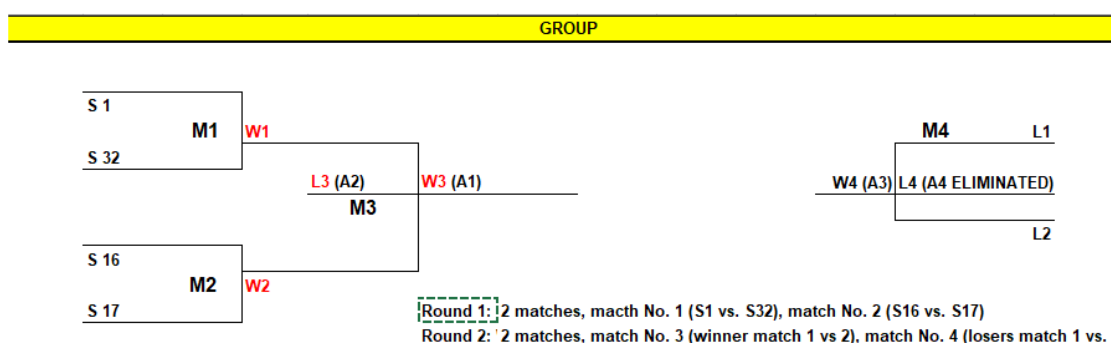 GROUP
S 1
M1 W1 M4 L1
S 32
L3 (A2) W3 (A1) W4 (A3) L4 (A4 ELIMINATED)
M3
L2
S 16
M2 W2
S 17
Round 1: 2 matches, macth No. 1 (S1 vs. S32), match No. 2 (S16 vs. S17)
Round 2: '2 matches, match No. 3 (winner match 1 vs 2), match No. 4 (losers match 1 vs.